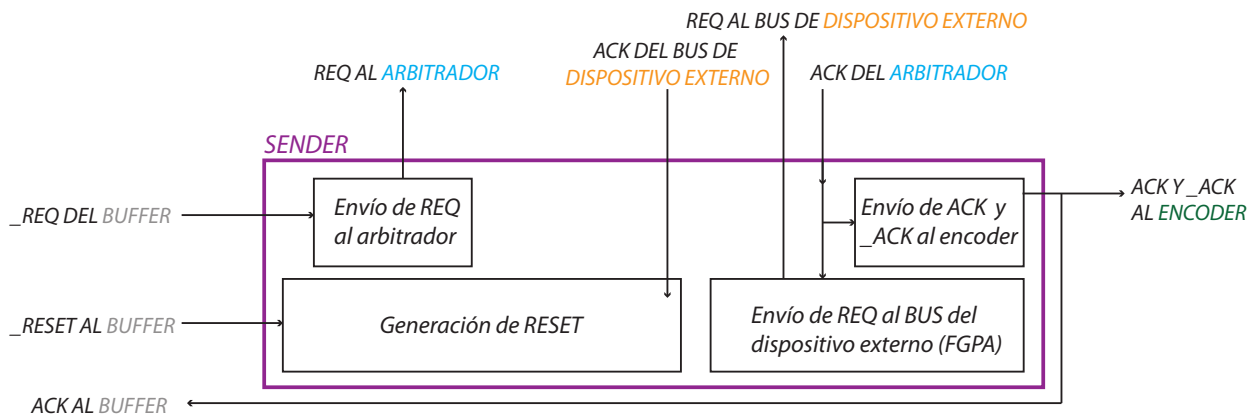 REQ AL BUS DE DISPOSITIVO EXTERNO
ACK DEL BUS DE
DISPOSITIVO EXTERNO
REQ AL ARBITRADOR
ACK DEL ARBITRADOR
SENDER
_REQ DEL BUFFER
Envío de REQ
al arbitrador
Envío de ACK y
_ACK al encoder
ACK Y _ACK
AL ENCODER
_RESET AL BUFFER
Generación de RESET
Envío de REQ al BUS del
dispositivo externo (FGPA)
ACK AL BUFFER